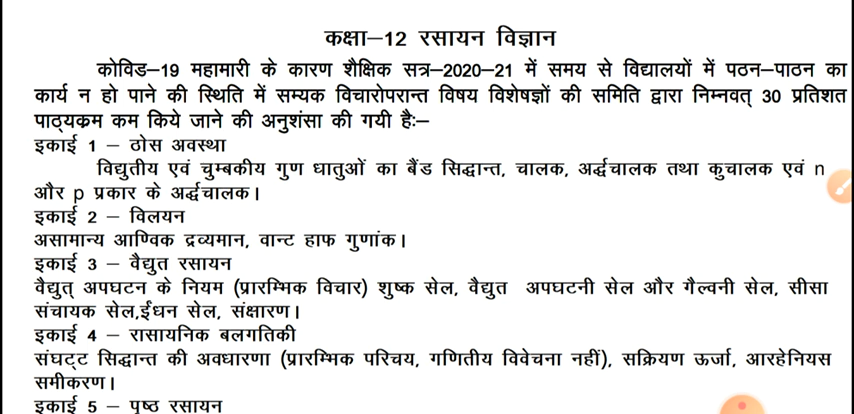 कक्षा–12 रसायन विज्ञान
कोविड–19 महामारी के कारण शैक्षिक सत्र–2020–21 में समय से विद्यालयों में पठन–पाठन का
कार्य न हो पाने की स्थिति में सम्यक विचारोपरान्त विषय विशेषज्ञों की समिति द्वारा निम्नवत् 30 प्रतिशत
पाठ्यक्रम कम किये जाने की अनुशंसा की गयी है:–
इकाई 1 – ठोस अवस्था
विद्युतीय एवं चुम्बकीय गुण धातुओं का बैंड सिद्धान्त, चालक, अर्द्धचालक तथा कुचालक एवं n
और p प्रकार के अर्द्धचालक।
इकाई 2 – विलयन
असामान्य आण्विक द्रव्यमान, वान्ट हाफ गुणांक।
इकाई 3 – वैद्युत रसायन
वैद्युत् अपघटन के नियम (प्रारम्भिक विचार) शुष्क सेल, वैद्युत अपघटनी सेल और गैल्वनी सेल, सीसा
संचायक सेल,ईंधन सेल, संक्षारण।
इकाई 4 – रासायनिक बलगतिकी
संघट्ट सिद्धान्त की अवधारणा (प्रारम्भिक परिचय, गणितीय विवेचना नहीं), सक्रियण ऊर्जा, आरहेनियस
समीकरण।
इकाई 5 – पृष्ठ रसायन